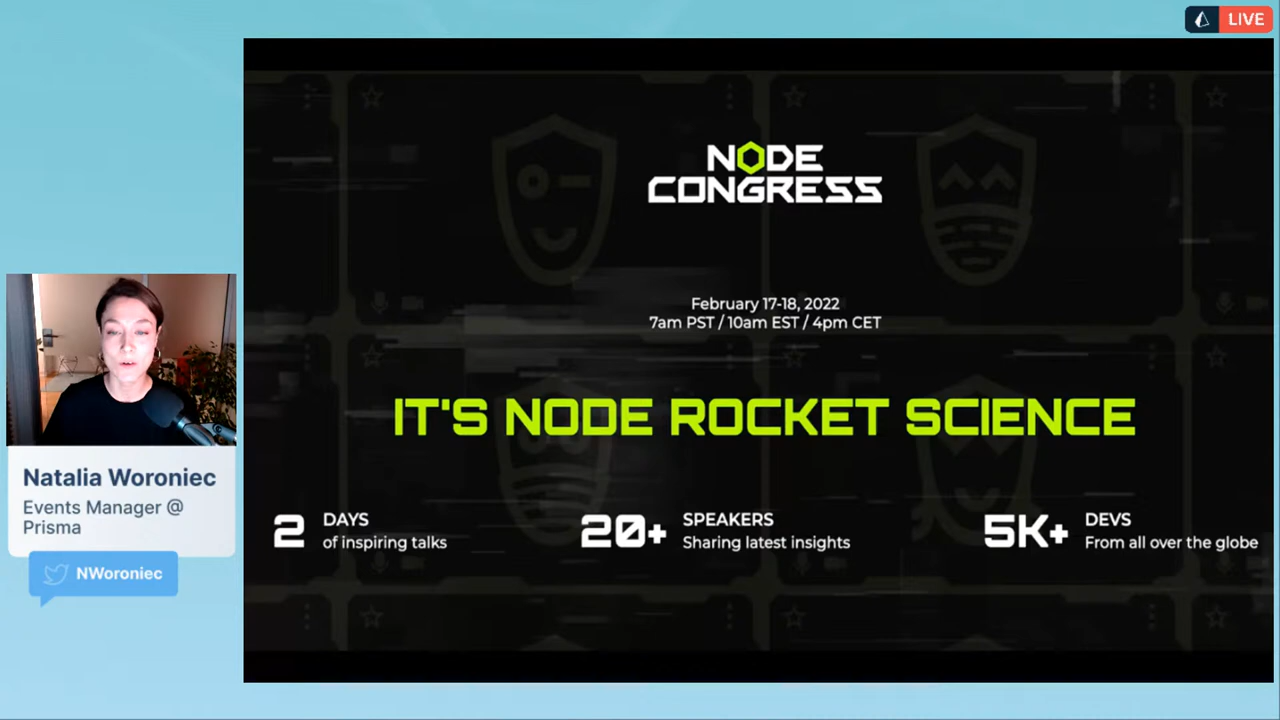 LIVE
NODE
CONGRESS
February 17-18, 2022
7am PST / 10am EST / 4pm CET
IT'S NODE ROCKET SCIENCE
2 DAYS
of inspiring talks
20+ SPEAKERS
Sharing latest insights
5K+ DEVS
From all over the globe
Natalia Woroniec
Events Manager @
Prisma
NWoroniec